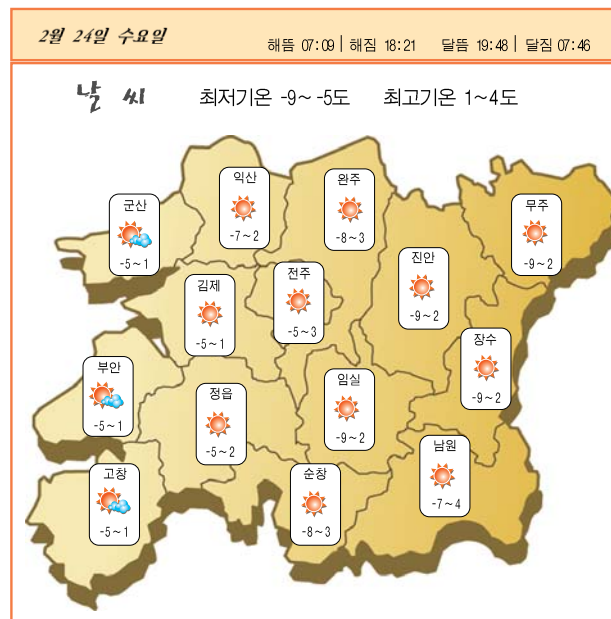 2월 24일 수요일
해뜸 07:09 | 해짐 18:21 달뜸 19:48 | 달짐 07:46
날씨 최저기온 -9~ -5도 최고기온 1~4도
익산
-7~2
완주
-8~3
무주
-9~2
군산
-5~1
진안
-9~2
김제
-5~1
전주
-5~3
장수
-9~2
부안
-5~1
정읍
-5~2
임실
-9~2
남원
-7~4
고창
-5~1
순창
-8~3